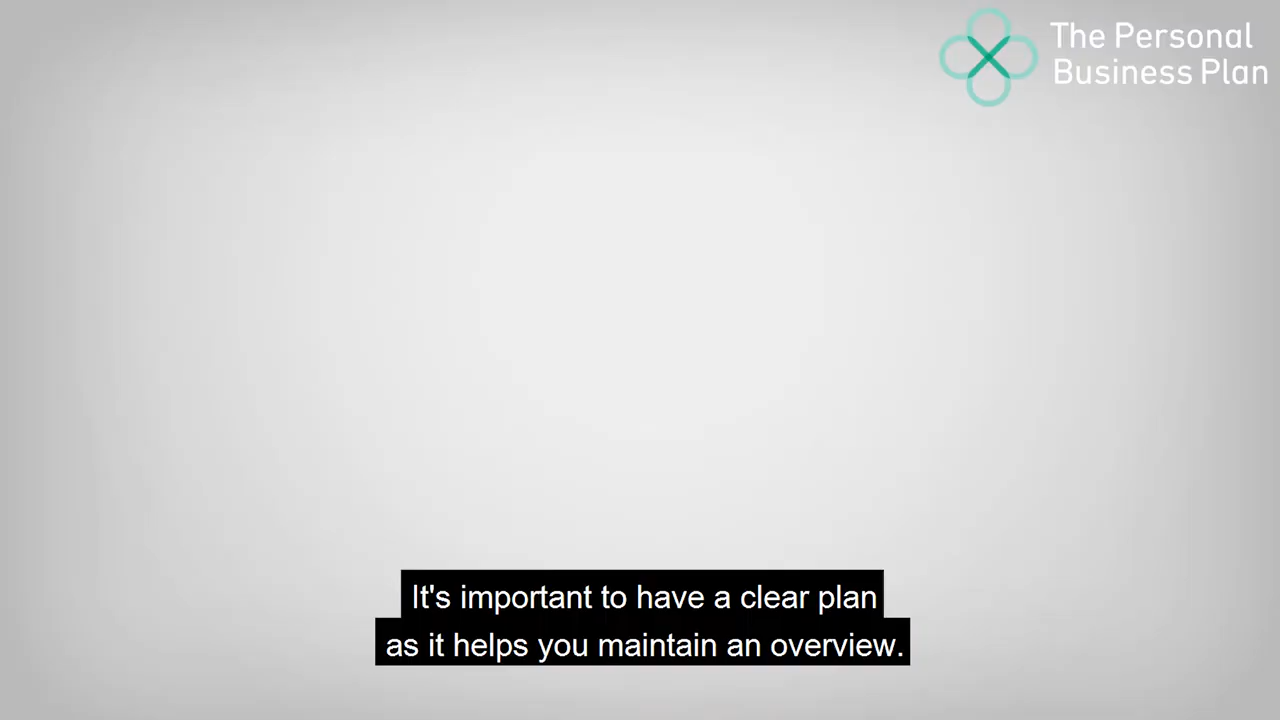 The Personal
Business Plan
It's important to have a clear plan
as it helps you maintain an overview.